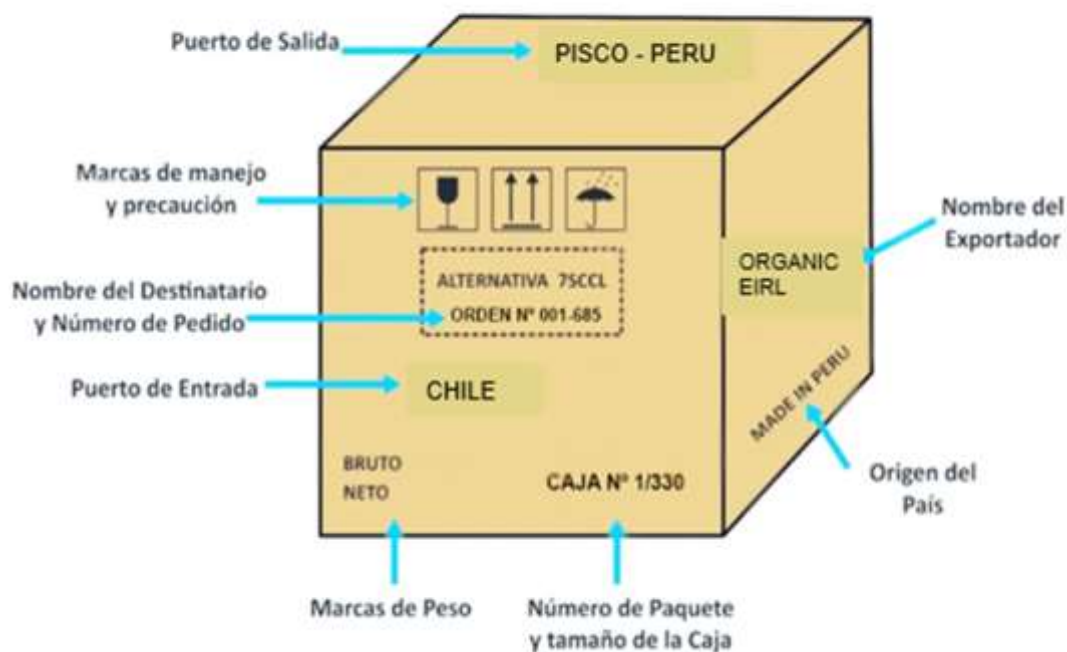 Puerto de Salida
PISCO - PERU
Marcas de manejo
y precaución
Nombre del
Exportador
ORGANIC
EIRL
ALTERNATIVA 7SCCL
ORDEN Nº 001-685
Nombre del Destinatario
y Número de Pedido
Puerto de Entrada
CHILE
MADE IN PERU
BRUTO
NETO
CAJA Nº 1/330
Origen del
País
Marcas de Peso
Número de Paquete
y tamaño de la Caja